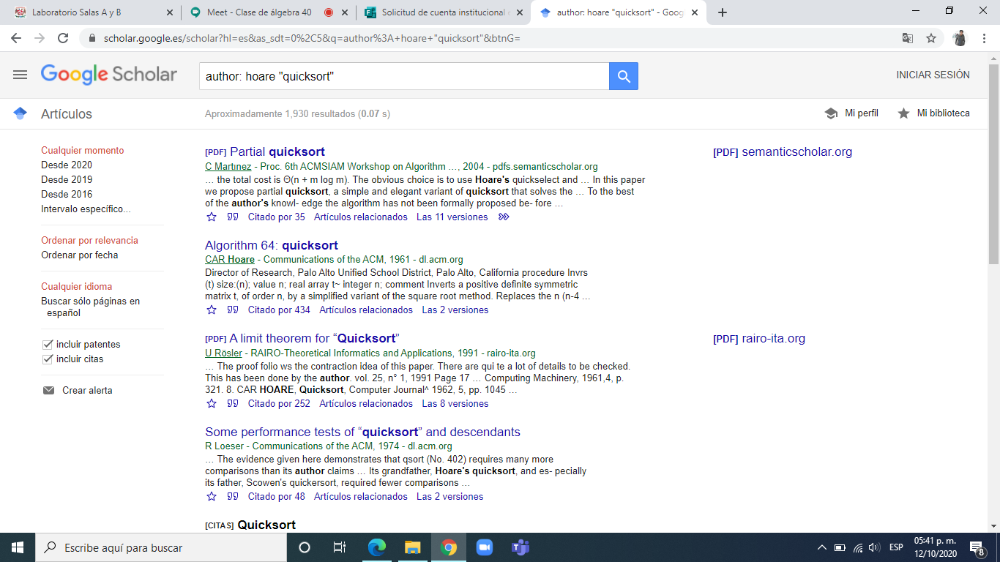 Laboratorio Salas A y B
Meet - Clase de álgebra 40
Solicitud de cuenta institucional
author: hoare "quicksort" - Goog
scholar.google.es/scholar?hl=es&as_sdt=0%2C5&q=author%3A+hoare+"quicksort"&btnG=
Google Scholar
author: hoare "quicksort"
INICIAR SESIÓN
Artículos
Aproximadamente 1,930 resultados (0.07 s)
Mi perfil
Mi biblioteca
Cualquier momento
Desde 2020
Desde 2019
Desde 2016
Intervalo específico...
Ordenar por relevancia
Ordenar por fecha
Cualquier idioma
Buscar sólo páginas en
español
incluir patentes
incluir citas
Crear alerta
[PDF] Partial quicksort
C Martınez - Proc. 6th ACMSIAM Workshop on Algorithm …, 2004 - pdfs.semanticscholar.org
… the total cost is Θ(n + m log m). The obvious choice is to use Hoare's quickselect and … In this paper
we propose partial quicksort, a simple and elegant variant of quicksort that solves the … To the best
of the author's knowl- edge the algorithm has not been formally proposed be- fore …
Citado por 35 Artículos relacionados Las 11 versiones
[PDF] semanticscholar.org
Algorithm 64: quicksort
CAR Hoare - Communications of the ACM, 1961 - dl.acm.org
Director of Research, Palo Alto Unified School District, Palo Alto, California procedure Invrs
(t) size:(n); value n; real array t~ integer n; comment Inverts a positive definite symmetric
matrix t, of order n, by a simplified variant of the square root method. Replaces the n (n-4 …
Citado por 434 Artículos relacionados Las 2 versiones
[PDF] A limit theorem for “Quicksort”
U Rösler - RAIRO-Theoretical Informatics and Applications, 1991 - rairo-ita.org
… The proof folio ws the contraction idea of this paper. There are qui te a lot of details to be checked.
This has been done by the author. vol. 25, n° 1, 1991 Page 17 … Computing Machinery, 1961,4, p.
321. 8. CAR HOARE, Quicksort, Computer Journal^ 1962, 5, pp. 1045 …
Citado por 252 Artículos relacionados Las 8 versiones
[PDF] rairo-ita.org
Some performance tests of “quicksort” and descendants
R Loeser - Communications of the ACM, 1974 - dl.acm.org
… The evidence given here demonstrates that qsort (No. 402) requires many more
comparisons than its author claims … Its grandfather, Hoare's quicksort, and es- pecially
its father, Scowen's quickersort, required fewer comparisons …
Citado por 48 Artículos relacionados Las 2 versiones
[CITAS] Quicksort
Escribe aquí para buscar
ESP
05:41 p. m.
12/10/2020
8